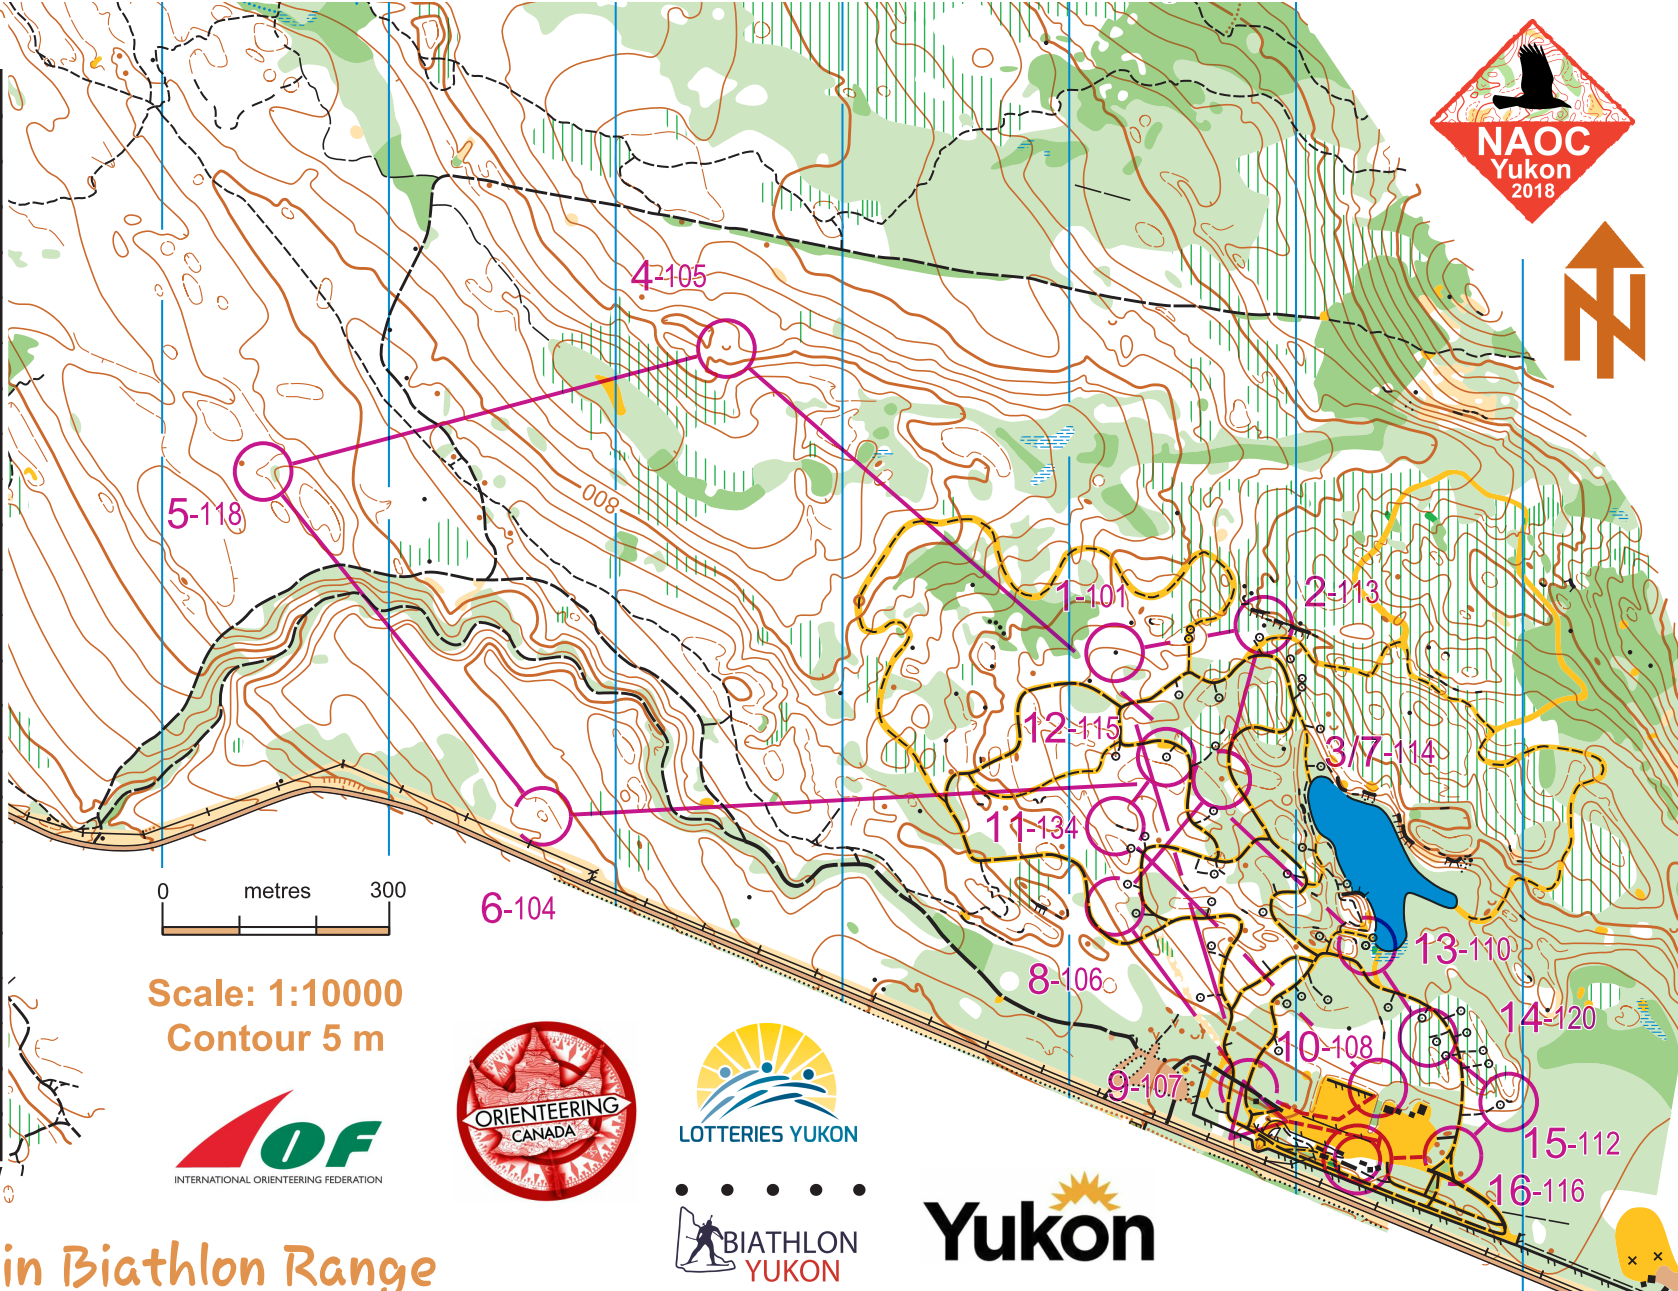 NAOC
Yukon
2018
4-105
5-118
800
1-101
2-113
12-115
3/7-114
11-134
6-104
8-106
13-110
14-120
10-108
9-107
15-112
16-116
0 metres 300
Scale: 1:10000
Contour 5 m
IOF
INTERNATIONAL ORIENTEERING FEDERATION
ORIENTEERING
CANADA
LOTTERIES YUKON
BIATHLON
YUKON
Yukon
in Biathlon Range